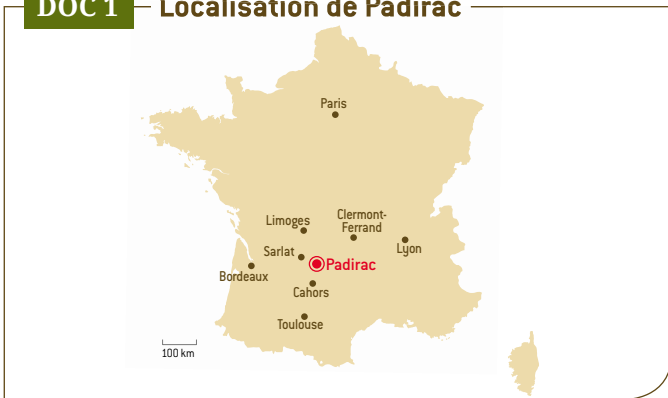 DOC 1
Localisation de Padirac
Paris
Limoges
Clermont-
Ferrand
Lyon
Sarlat
Padirac
Bordeaux
Cahors
Toulouse
100 km